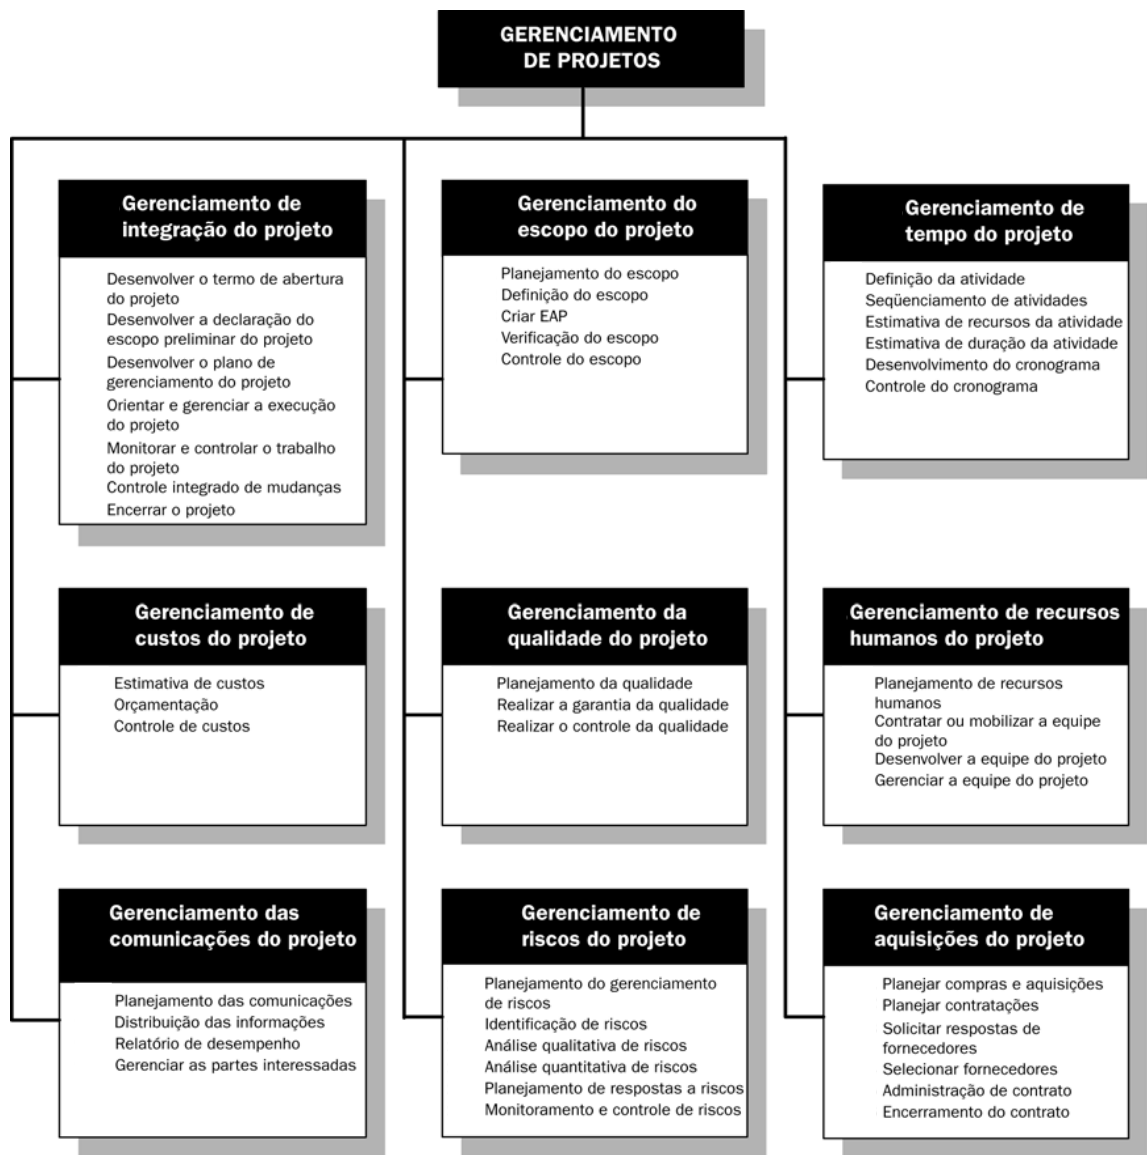 GERENCIAMENTO
DE PROJETOS
Gerenciamento de
integração do projeto
Desenvolver o termo de abertura
do projeto
Desenvolver a declaração do
escopo preliminar do projeto
Desenvolver o plano de
gerenciamento do projeto
Orientar e gerenciar a execução
do projeto
Monitorar e controlar o trabalho
do projeto
Controle integrado de mudanças
Encerrar o projeto
Gerenciamento do
escopo do projeto
Planejamento do escopo
Definição do escopo
Criar EAP
Verificação do escopo
Controle do escopo
Gerenciamento de
tempo do projeto
Definição da atividade
Seqüenciamento de atividades
Estimativa de recursos da atividade
Estimativa de duração da atividade
Desenvolvimento do cronograma
Controle do cronograma
Gerenciamento de
custos do projeto
Estimativa de custos
Orçamentação
Controle de custos
Gerenciamento da
qualidade do projeto
Planejamento da qualidade
Realizar a garantia da qualidade
Realizar o controle da qualidade
Gerenciamento de recursos
humanos do projeto
Planejamento de recursos
humanos
Contratar ou mobilizar a equipe
do projeto
Desenvolver a equipe do projeto
Gerenciar a equipe do projeto
Gerenciamento das
comunicações do projeto
Planejamento das comunicações
Distribuição das informações
Relatório de desempenho
Gerenciar as partes interessadas
Gerenciamento de
riscos do projeto
Planejamento do gerenciamento
de riscos
Identificação de riscos
Análise qualitativa de riscos
Análise quantitativa de riscos
Planejamento de respostas a riscos
Monitoramento e controle de riscos
Gerenciamento de
aquisições do projeto
Planejar compras e aquisições
Planejar contratações
Solicitar respostas de
fornecedores
Selecionar fornecedores
Administração de contrato
Encerramento do contrato